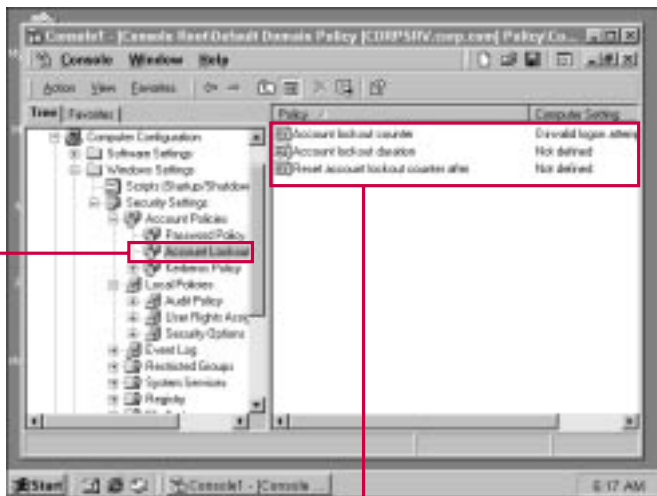 Console1 - [Console Root\Default Domain Policy [CORPSRV.corp.com] Policy\Co...
Console Window Help
Action View Favorites
Tree Favorites
Policy Computer Setting
Computer Configuration
Software Settings
Windows Settings
Scripts (Startup/Shutdow
Security Settings
Account Policies
Password Policy
Account Lockout
Kerberos Policy
Local Policies
Audit Policy
User Rights Assig
Security Options
Event Log
Restricted Groups
System Services
Registry
Account lockout counter 0 invalid logon attemp
Account lockout duration Not defined
Reset account lockout counter after Not defined
Start Console1 - [Console ... 6:17 AM